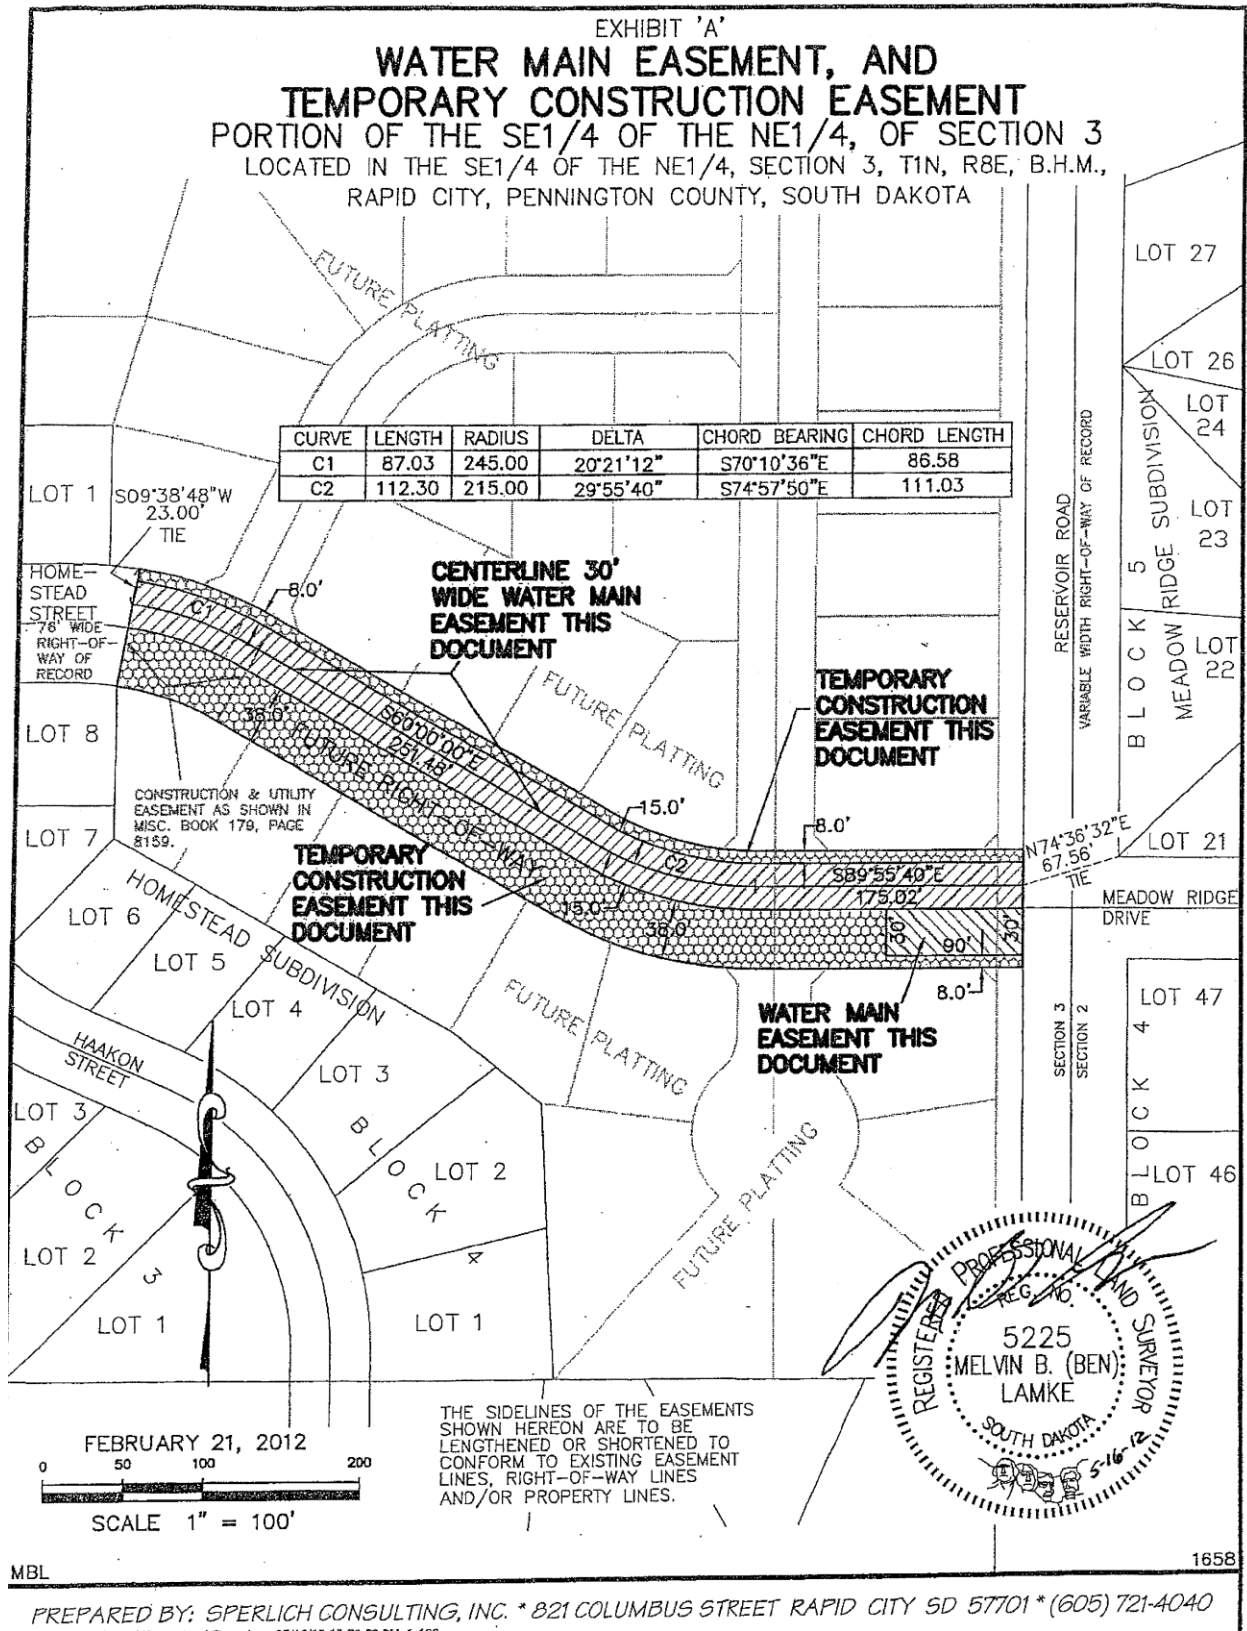 EXHIBIT 'A'
WATER MAIN EASEMENT, AND
TEMPORARY CONSTRUCTION EASEMENT
PORTION OF THE SE1/4 OF THE NE1/4, OF SECTION 3
LOCATED IN THE SE1/4 OF THE NE1/4, SECTION 3, T1N, R8E, B.H.M.,
RAPID CITY, PENNINGTON COUNTY, SOUTH DAKOTA
FUTURE PLATTING
LOT 27
LOT 26
LOT
24
LOT
23
LOT
22
LOT 21
BLOCK 5
MEADOW RIDGE SUBDIVISION
RESERVOIR ROAD
VARIABLE WIDTH RIGHT-OF-WAY OF RECORD
CURVE LENGTH RADIUS DELTA CHORD BEARING CHORD LENGTH
C1 87.03 245.00 20°21'12" S70°10'36"E 86.58
C2 112.30 215.00 29°55'40" S74°57'50"E 111.03
LOT 1
S09°38'48"W
23.00'
TIE
HOME-
STEAD
STREET
76' WIDE
RIGHT-OF-
WAY OF
RECORD
C1
8.0'
CENTERLINE 30'
WIDE WATER MAIN
EASEMENT THIS
DOCUMENT
S60°00'00"E
251.48'
38.0'
FUTURE RIGHT-OF-WAY
FUTURE PLATTING
TEMPORARY
CONSTRUCTION
EASEMENT THIS
DOCUMENT
LOT 8
LOT 7
CONSTRUCTION & UTILITY
EASEMENT AS SHOWN IN
MISC. BOOK 179, PAGE
8159.
TEMPORARY
CONSTRUCTION
EASEMENT THIS
DOCUMENT
15.0'
8.0'
C2
S89°55'40"E
175.02'
N74°36'32"E
67.56'
TIE
MEADOW RIDGE
DRIVE
15.0'
38.0'
30'
90'
30'
8.0'
WATER MAIN
EASEMENT THIS
DOCUMENT
HOMESTEAD SUBDIVISION
LOT 6
LOT 5
LOT 4
LOT 3
LOT 2
LOT 1
BLOCK 4
HAAKON
STREET
LOT 3
LOT 2
LOT 1
BLOCK 3
FUTURE PLATTING
FUTURE PLATTING
SECTION 3
SECTION 2
LOT 47
LOT 46
BLOCK 4
REGISTERED PROFESSIONAL LAND SURVEYOR
REG. NO.
5225
MELVIN B. (BEN)
LAMKE
SOUTH DAKOTA
5-16-12
FEBRUARY 21, 2012
0 50 100 200
SCALE 1" = 100'
THE SIDELINES OF THE EASEMENTS
SHOWN HEREON ARE TO BE
LENGTHENED OR SHORTENED TO
CONFORM TO EXISTING EASEMENT
LINES, RIGHT-OF-WAY LINES
AND/OR PROPERTY LINES.
MBL
1658
PREPARED BY: SPERLICH CONSULTING, INC. * 821 COLUMBUS STREET RAPID CITY SD 57701 * (605) 721-4040